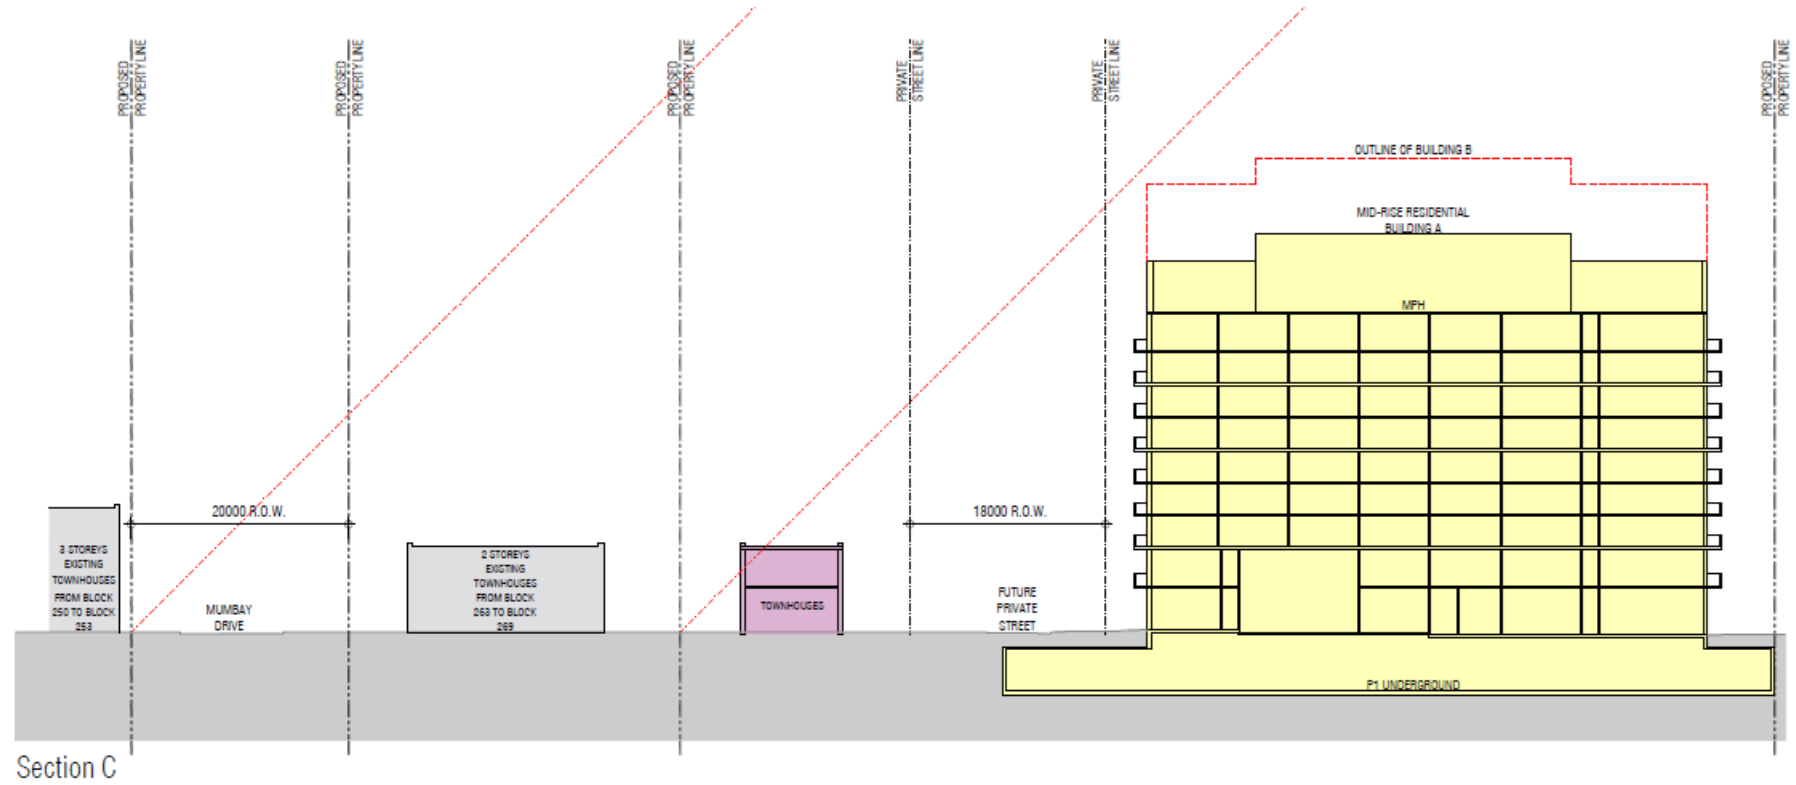 PROPOSED
PROPERTY LINE
PROPOSED
PROPERTY LINE
PROPOSED
PROPERTY LINE
PRIVATE
STREET LINE
PRIVATE
STREET LINE
PROPOSED
PROPERTY LINE
OUTLINE OF BUILDING B
MID-RISE RESIDENTIAL
BUILDING A
MPH
20000 R.O.W.
18000 R.O.W.
3 STOREYS
EXISTING
TOWNHOUSES
FROM BLOCK
250 TO BLOCK
253
MUMBAY
DRIVE
2 STOREYS
EXISTING
TOWNHOUSES
FROM BLOCK
263 TO BLOCK
269
TOWNHOUSES
FUTURE
PRIVATE
STREET
P1 UNDERGROUND
Section C